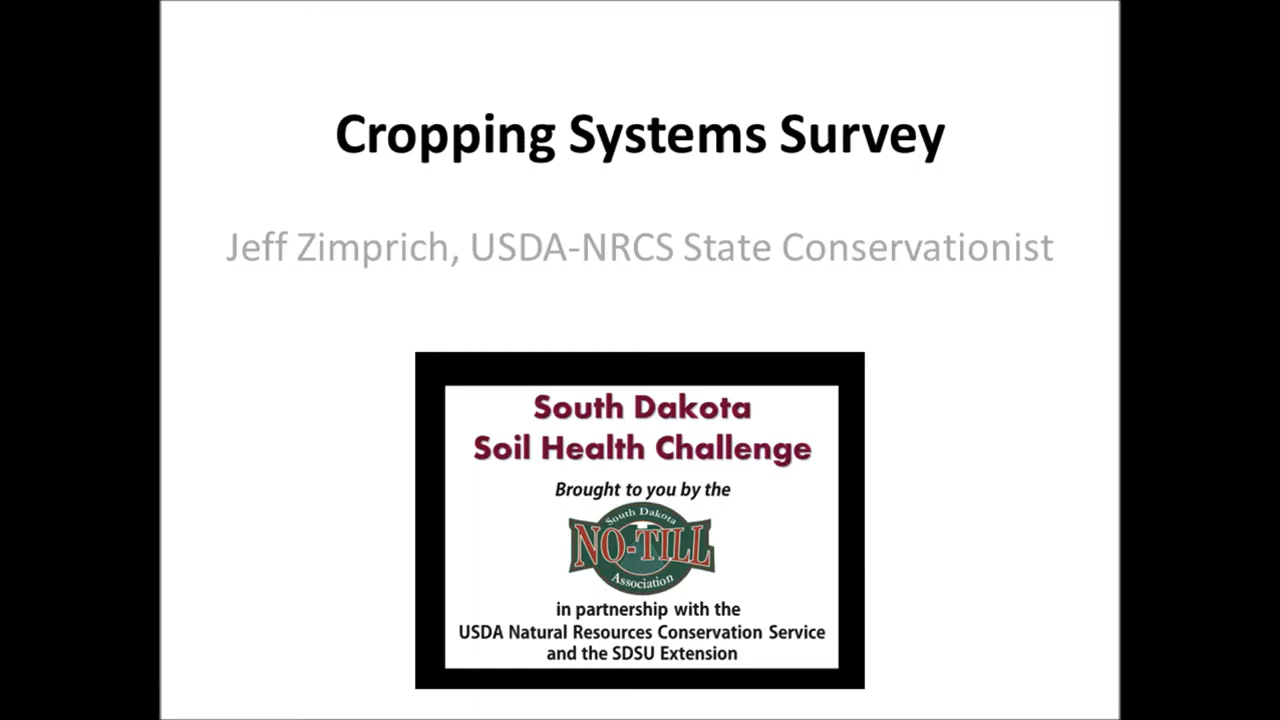 Cropping Systems Survey
Jeff Zimprich, USDA-NRCS State Conservationist
South Dakota
Soil Health Challenge
Brought to you by the
South Dakota
NO-TILL
Association
in partnership with the
USDA Natural Resources Conservation Service
and the SDSU Extension